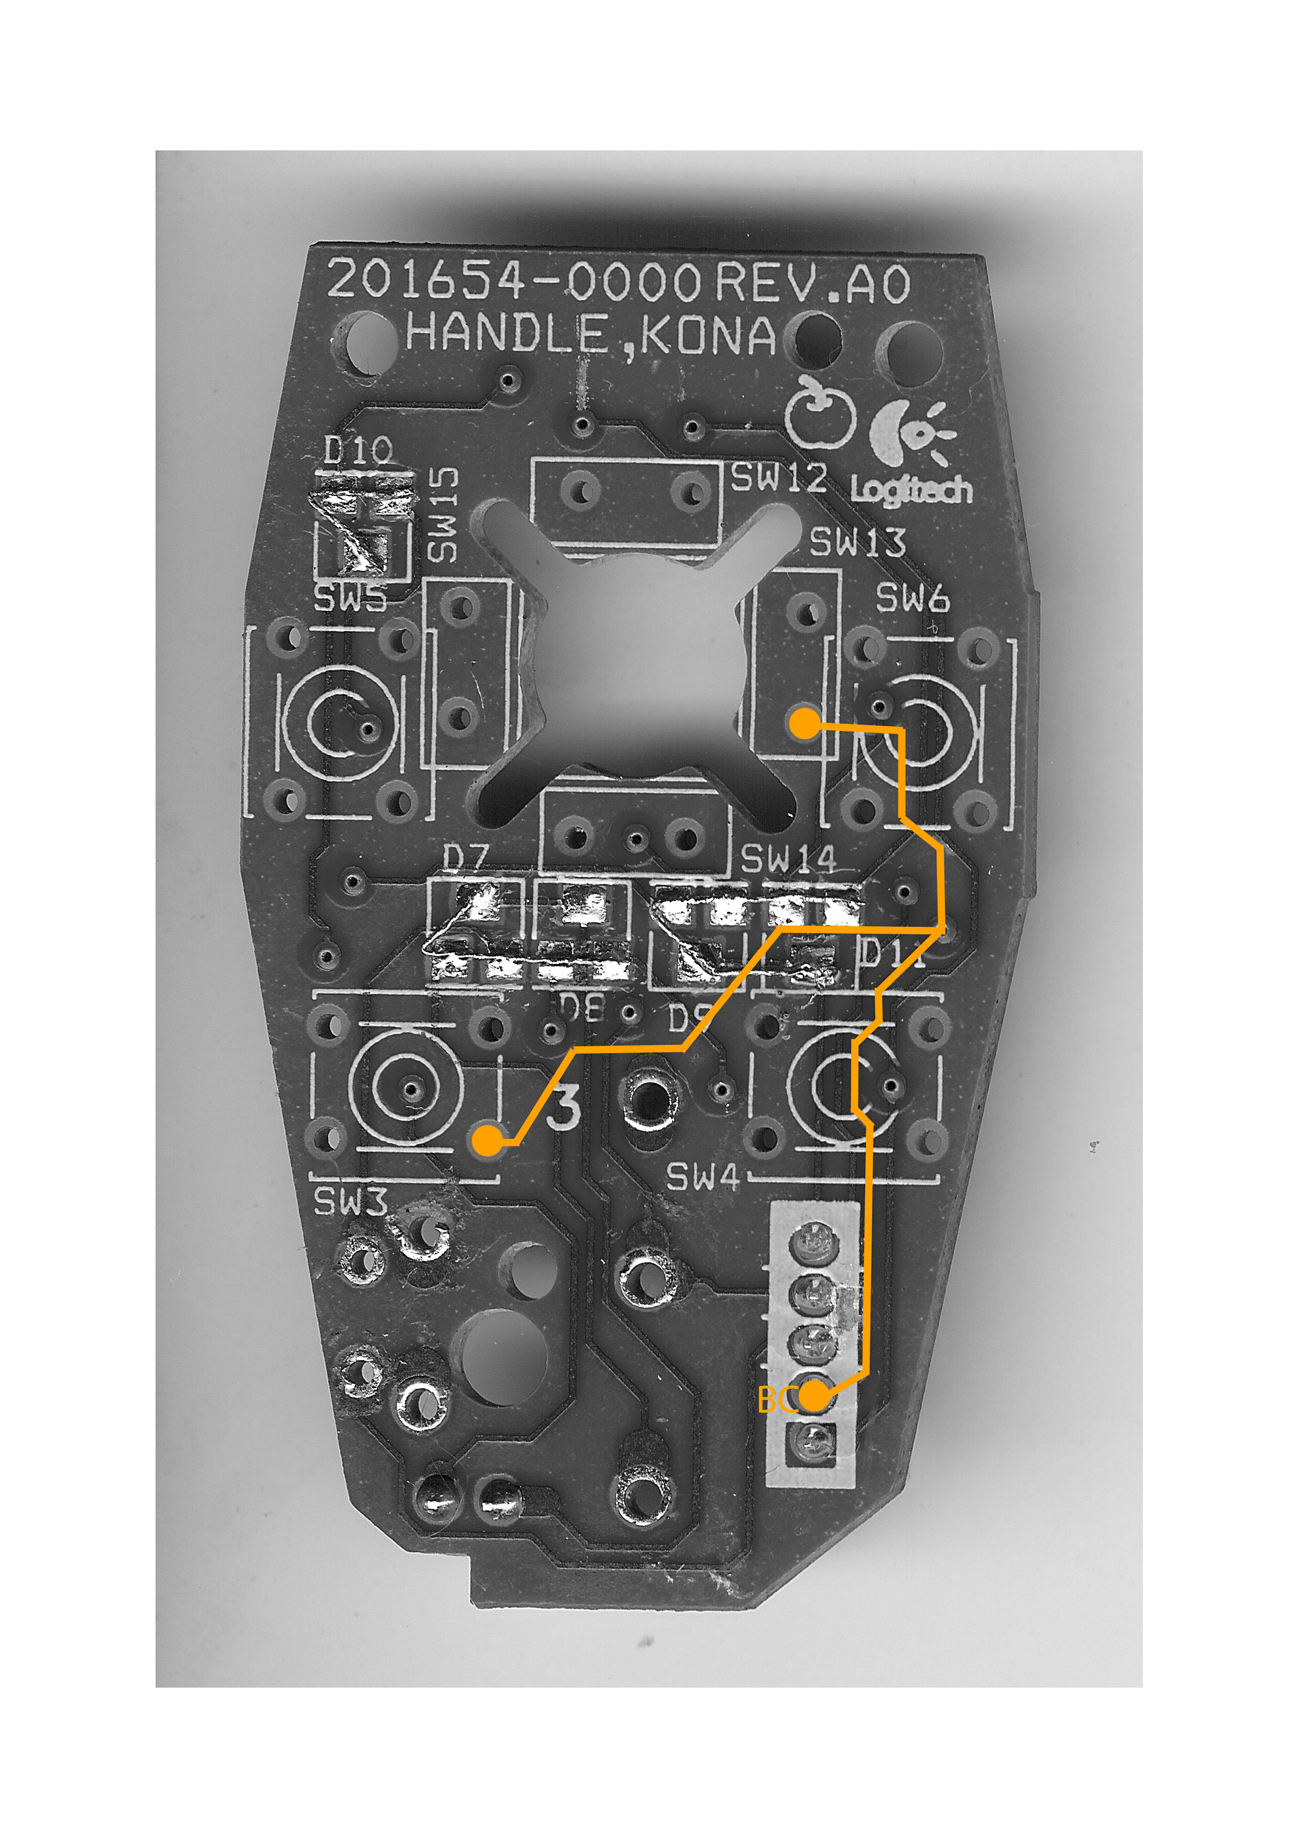 201654-0000 REV.A0
HANDLE,KONA
D10
SW15
SW12
Logitech
SW13
SW5
SW6
D7
SW14
D11
D8
D9
3
SW4
SW3
BC